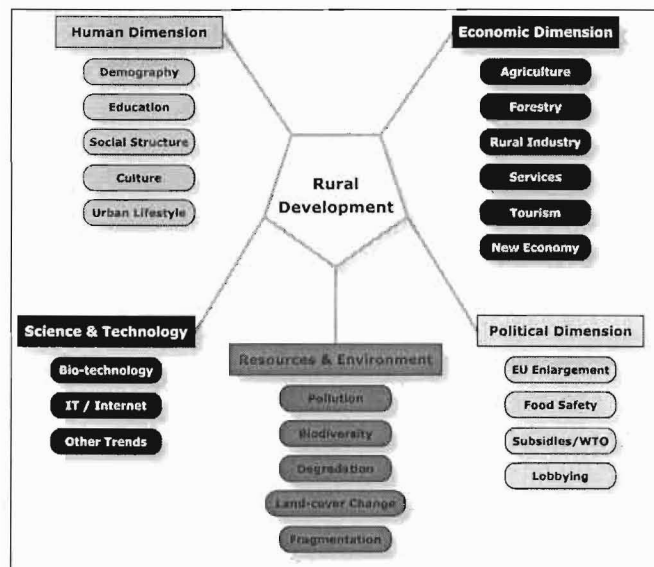 Human Dimension
Demography
Education
Social Structure
Culture
Urban Lifestyle
Economic Dimension
Agriculture
Forestry
Rural Industry
Services
Tourism
New Economy
Rural
Development
Science & Technology
Bio-technology
IT / Internet
Other Trends
Resources & Environment
Pollution
Biodiversity
Degradation
Land-cover Change
Fragmentation
Political Dimension
EU Enlargement
Food Safety
Subsidies/WTO
Lobbying